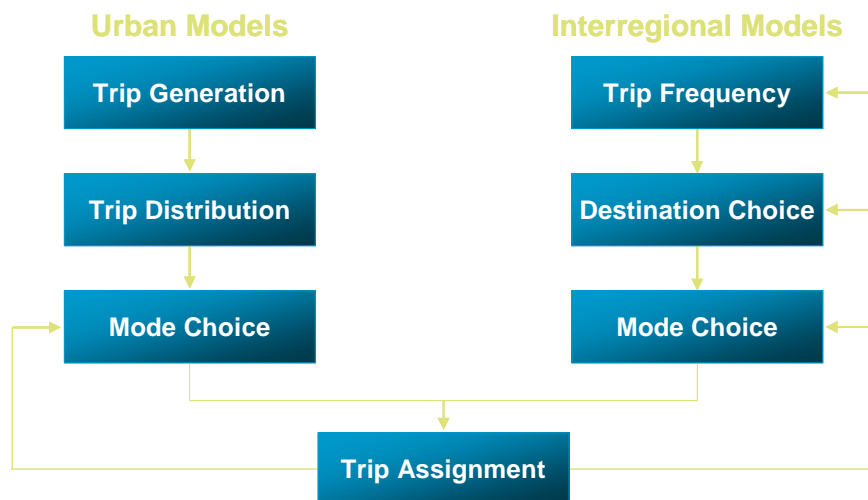 Urban Models
Interregional Models
Trip Generation
Trip Frequency
Trip Distribution
Destination Choice
Mode Choice
Mode Choice
Trip Assignment